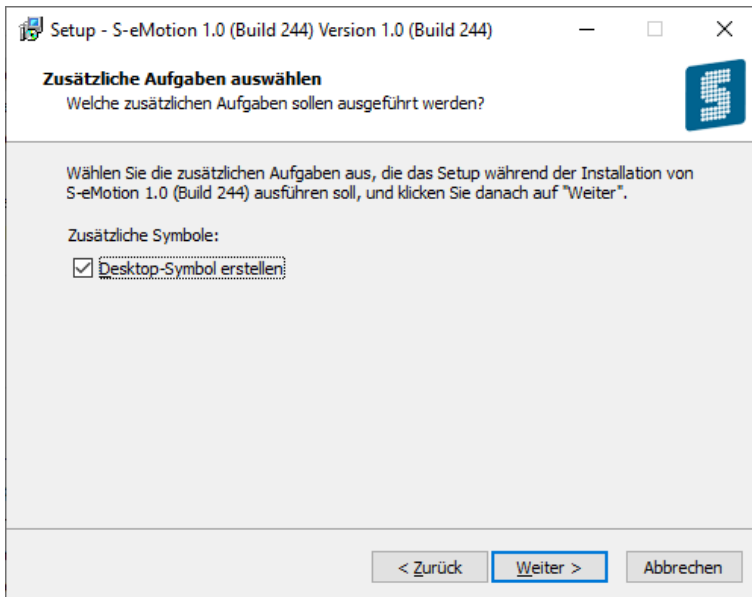 Setup - S-eMotion 1.0 (Build 244) Version 1.0 (Build 244)
Zusätzliche Aufgaben auswählen
Welche zusätzlichen Aufgaben sollen ausgeführt werden?
Wählen Sie die zusätzlichen Aufgaben aus, die das Setup während der Installation von
S-eMotion 1.0 (Build 244) ausführen soll, und klicken Sie danach auf "Weiter".
Zusätzliche Symbole:
Desktop-Symbol erstellen
< Zurück Weiter > Abbrechen